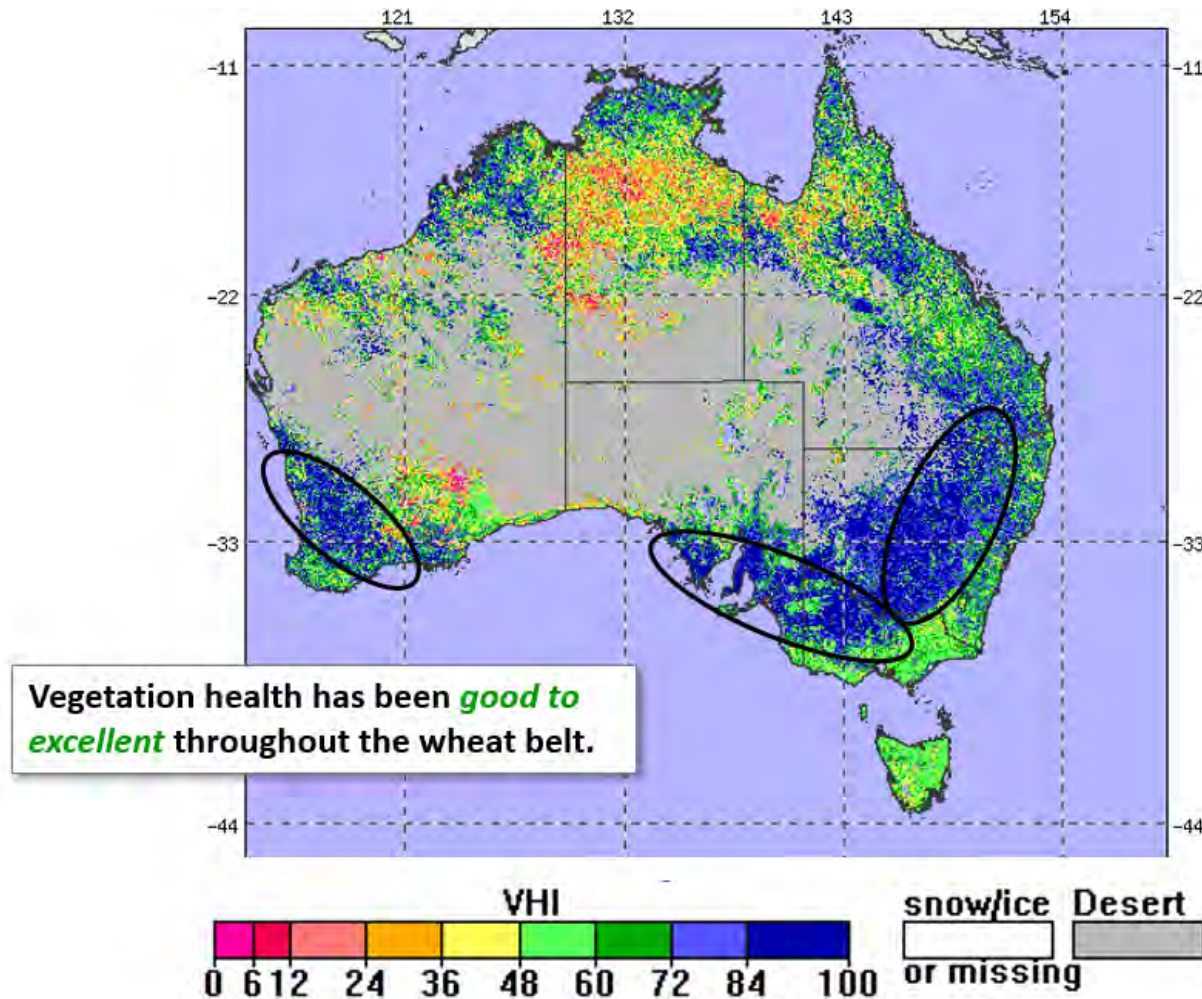 121 132 143 154
-11 -11
-22 -22
-33 -33
Vegetation health has been good to
excellent throughout the wheat belt.
-44 -44
VHI snow/ice Desert
or missing
0 6 12 24 36 48 60 72 84 100